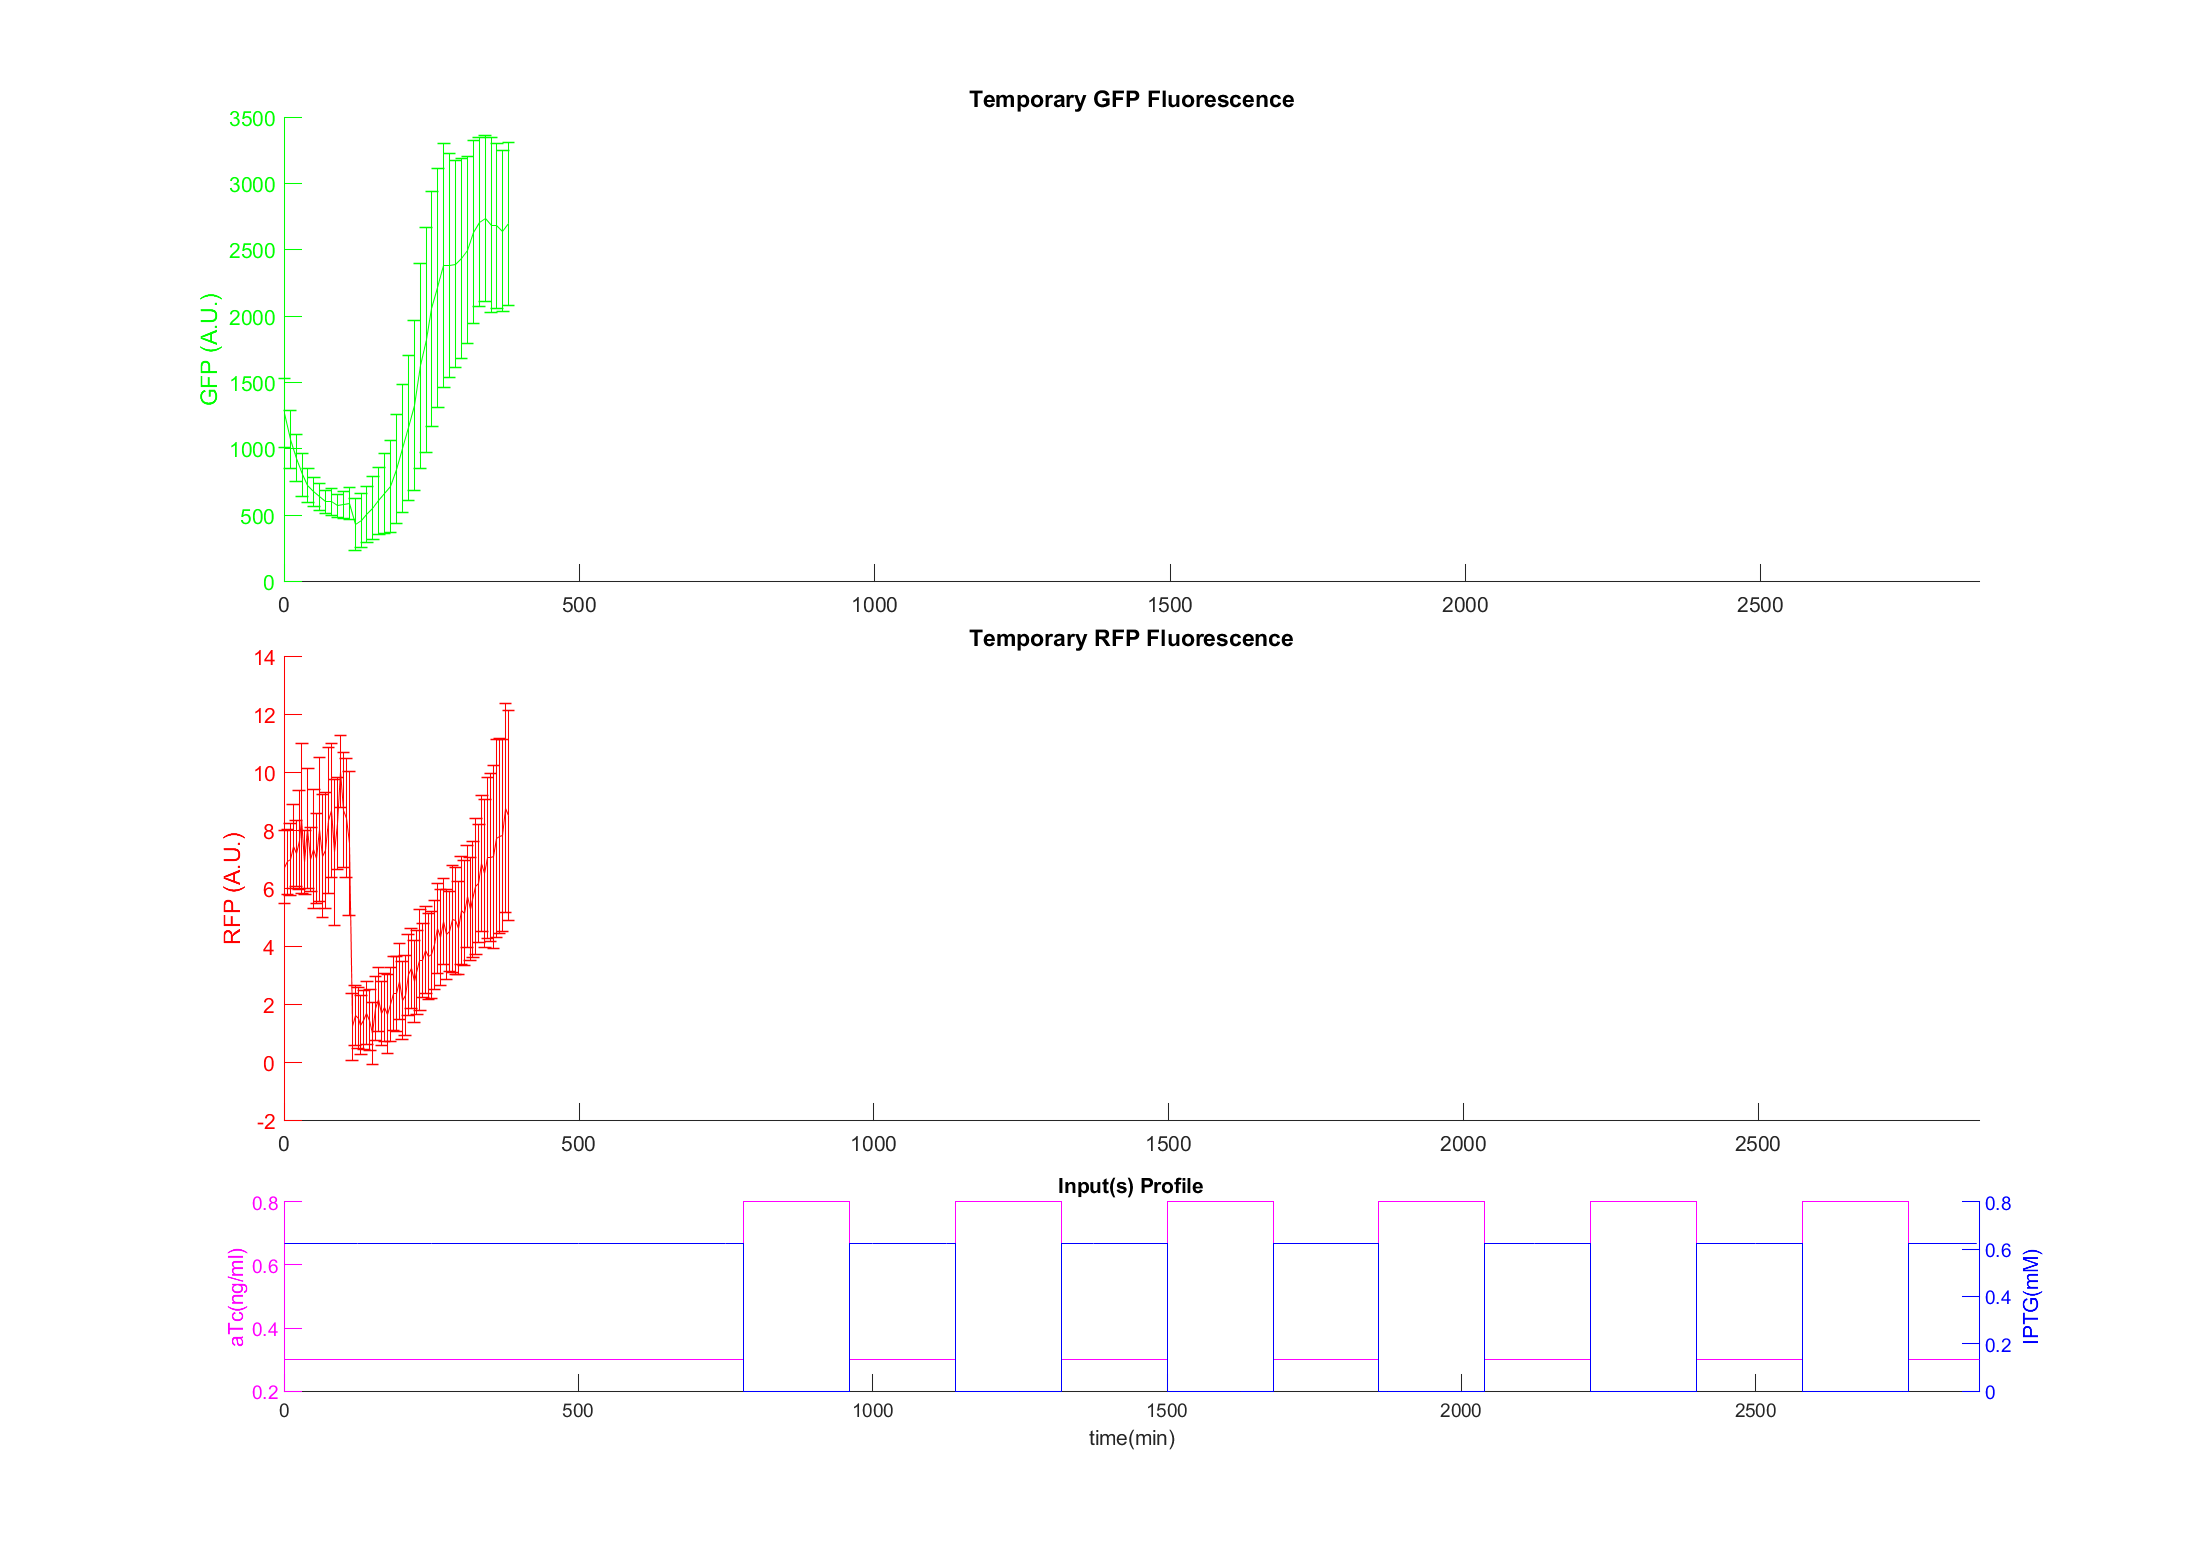 Temporary GFP Fluorescence
3500
3000
2500
2000
1500
1000
500
0
GFP (A.U.)
0 500 1000 1500 2000 2500
Temporary RFP Fluorescence
14
12
10
8
6
4
2
0
-2
RFP (A.U.)
0 500 1000 1500 2000 2500
Input(s) Profile
0.8
0.6
0.4
0.2
aTc(ng/ml)
0.8
0.6
0.4
0.2
0
IPTG(mM)
0 500 1000 1500 2000 2500
time(min)